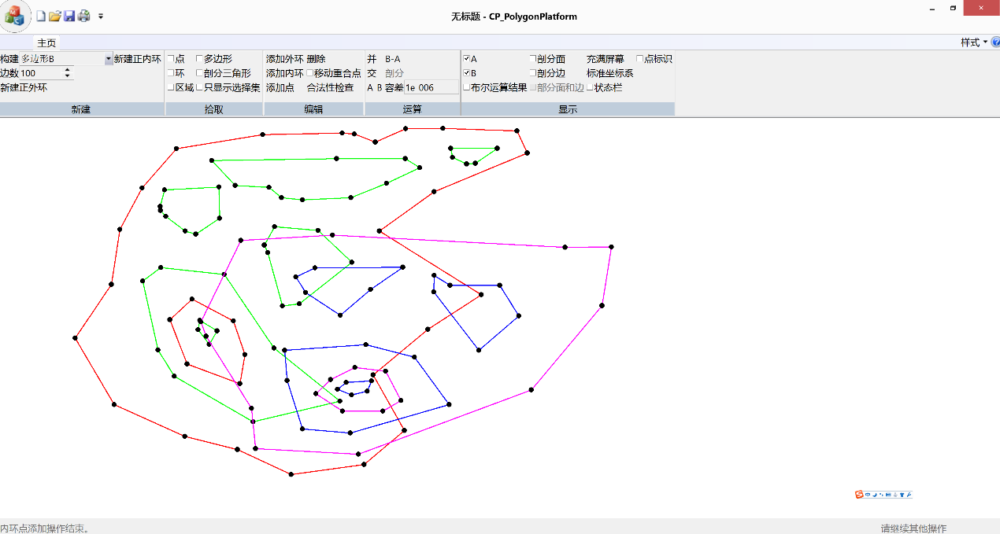 无标题 - CP_PolygonPlatform
主页
样式
构建 多边形B 新建正内环 点 多边形 添加外环 删除 并 B-A A 剖分面 充满屏幕 点标识
边数 100 环 剖分三角形 添加内环 移动重合点 交 剖分 B 剖分边 标准坐标系
新建正外环 区域 只显示选择集 添加点 合法性检查 A B 容差 1e 006 布尔运算结果 剖分面和边 状态栏
新建 拾取 编辑 运算 显示
中
内环点添加操作结束。 请继续其他操作